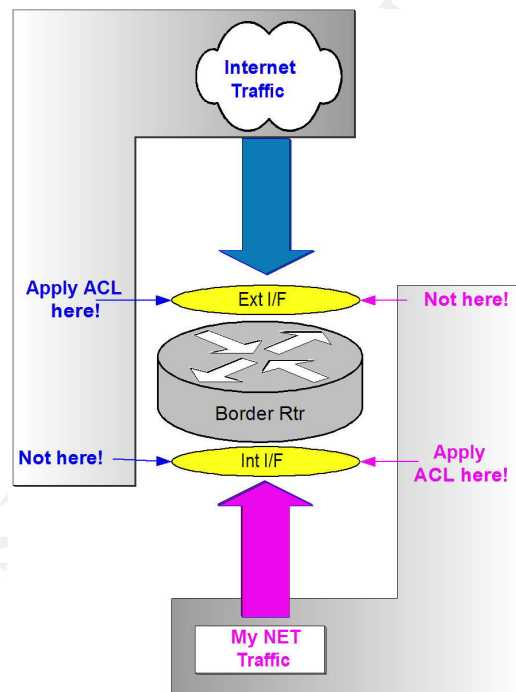 Internet
Traffic
Apply ACL
here!
Ext I/F
Not here!
Border Rtr
Not here!
Int I/F
Apply
ACL here!
My NET
Traffic